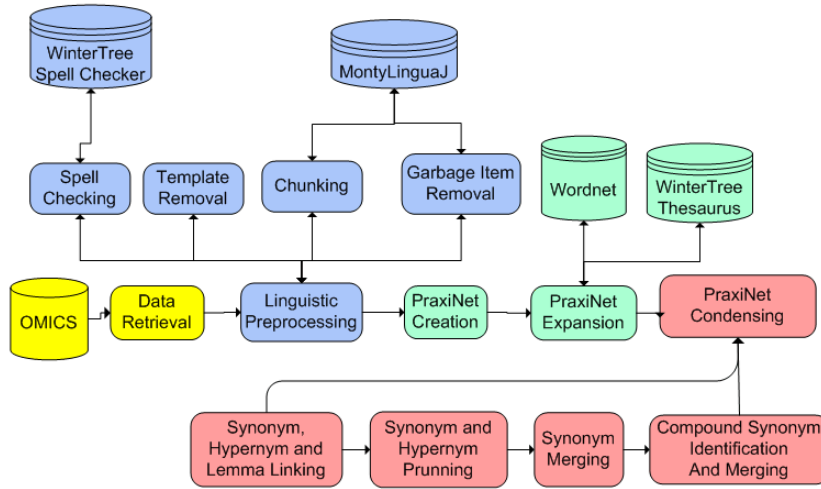 WinterTree
Spell Checker
MontyLinguaJ
Spell
Checking
Template
Removal
Chunking
Garbage Item
Removal
Wordnet
WinterTree
Thesaurus
OMICS
Data
Retrieval
Linguistic
Preprocessing
PraxiNet
Creation
PraxiNet
Expansion
PraxiNet
Condensing
Synonym,
Hypernym and
Lemma Linking
Synonym and
Hypernym
Prunning
Synonym
Merging
Compound Synonym
Identification
And Merging